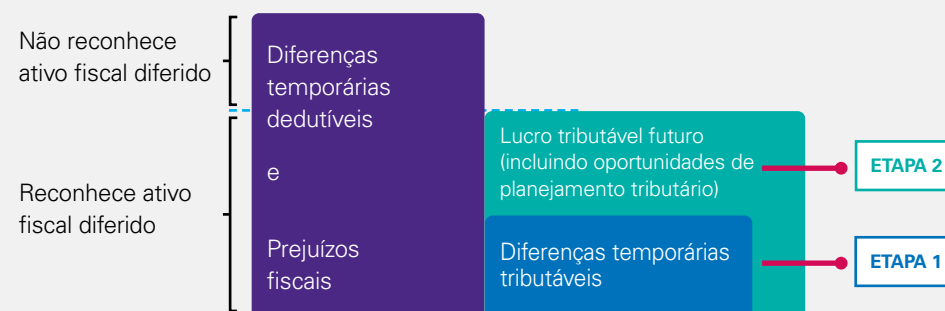 Não reconhece
ativo fiscal diferido
Reconhece ativo
fiscal diferido
Diferenças
temporárias
dedutíveis
e
Prejuízos
fiscais
Lucro tributável futuro
(incluindo oportunidades de
planejamento tributário)
Diferenças temporárias
tributáveis
ETAPA 2
ETAPA 1